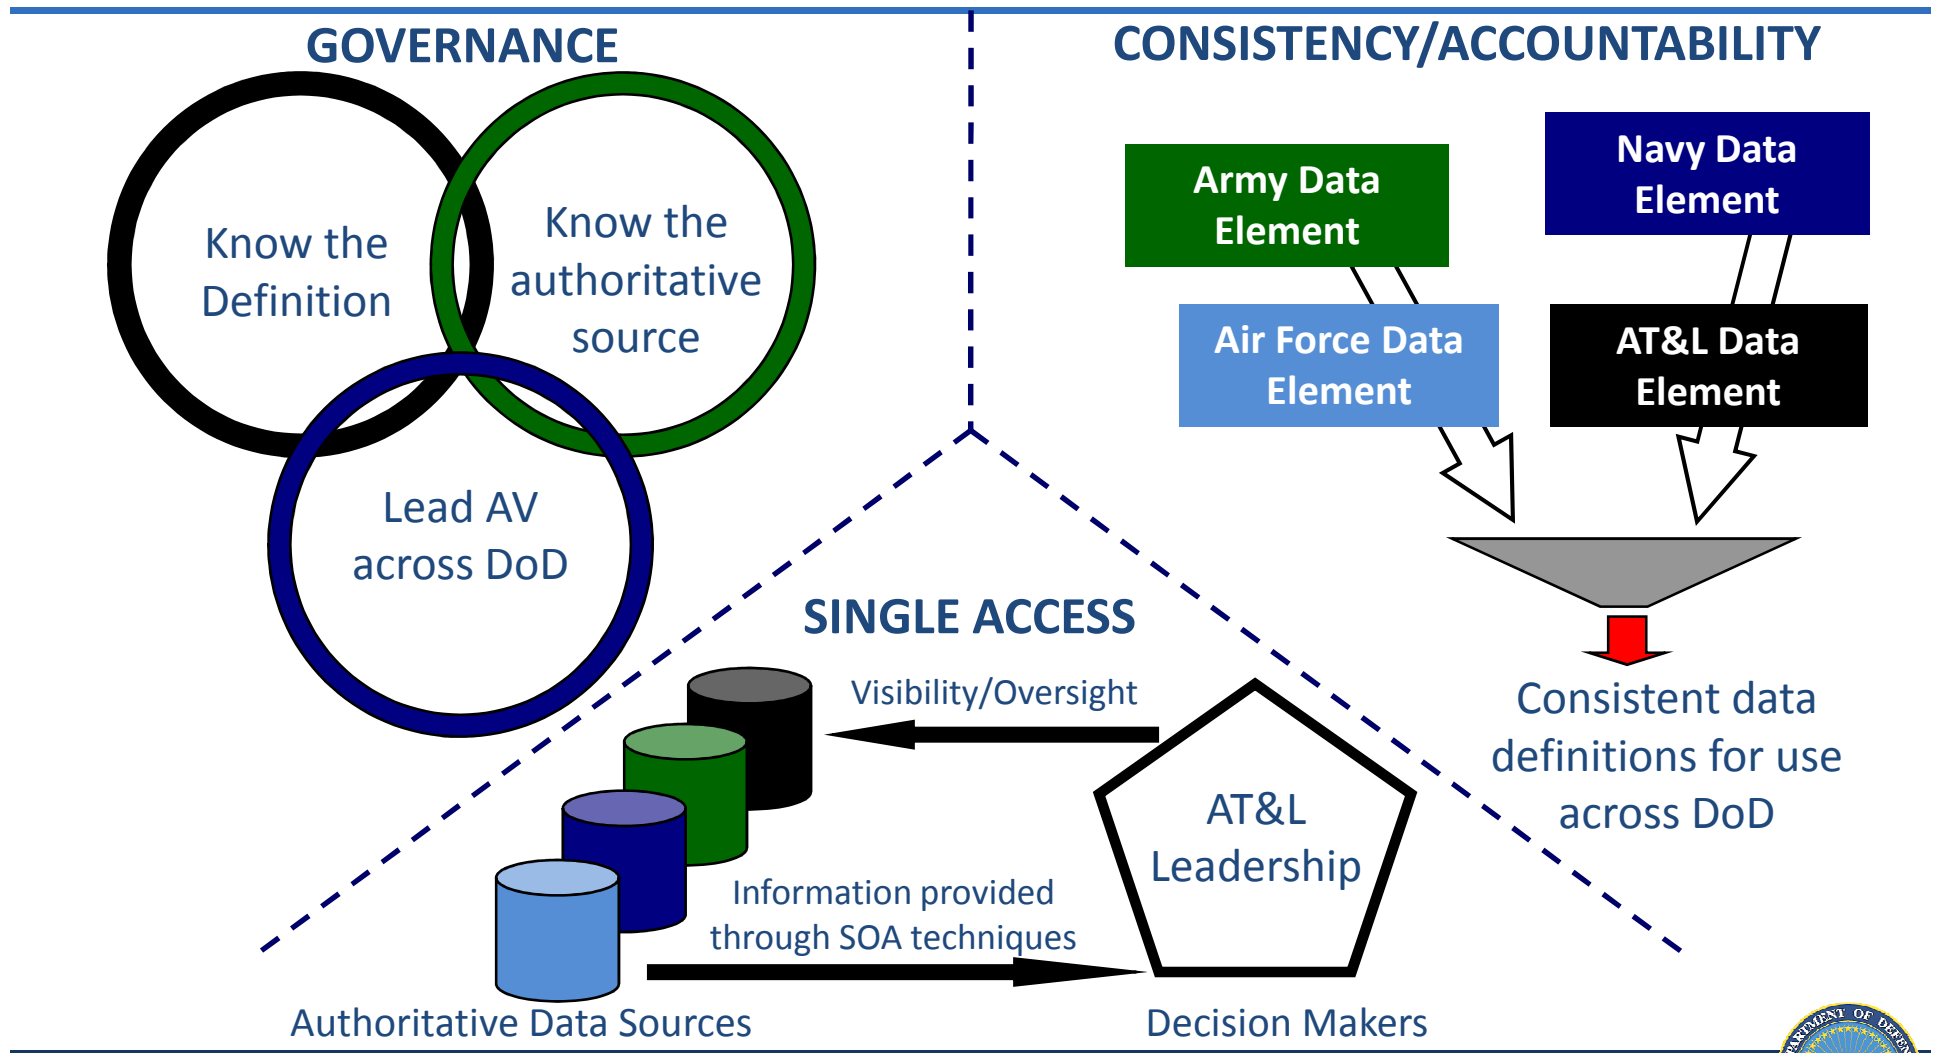 GOVERNANCE
Know the
Definition
Know the
authoritative
source
Lead AV
across DoD
CONSISTENCY/ACCOUNTABILITY
Army Data
Element
Navy Data
Element
Air Force Data
Element
AT&L Data
Element
Consistent data
definitions for use
across DoD
SINGLE ACCESS
Visibility/Oversight
AT&L
Leadership
Information provided
through SOA techniques
Authoritative Data Sources
Decision Makers
OF